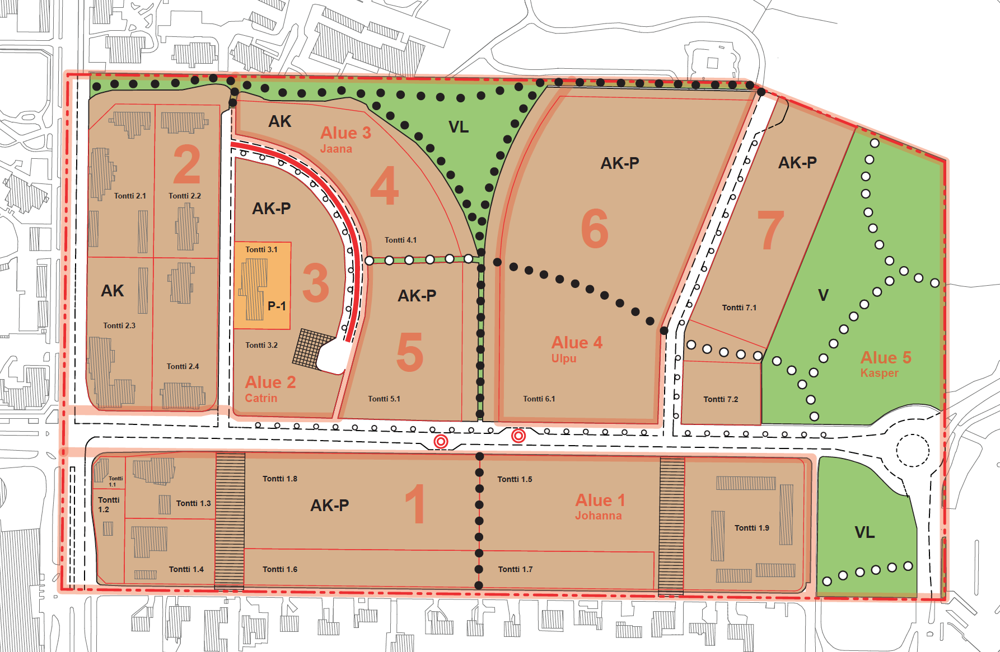 AK
Alue 3
Jaana
VL
AK-P
AK-P
2
4
6
7
Tontti 2.1
Tontti 2.2
AK-P
Tontti 4.1
Tontti 3.1
3
P-1
AK
Tontti 2.3
AK-P
V
Tontti 7.1
Tontti 3.2
5
Alue 4
Ulpu
Alue 5
Kasper
Tontti 2.4
Alue 2
Catrin
Tontti 5.1
Tontti 6.1
Tontti 7.2
Tontti
1.1
Tontti
1.2
Tontti 1.3
Tontti 1.8
AK-P
1
Tontti 1.5
Alue 1
Johanna
Tontti 1.9
VL
Tontti 1.4
Tontti 1.6
Tontti 1.7